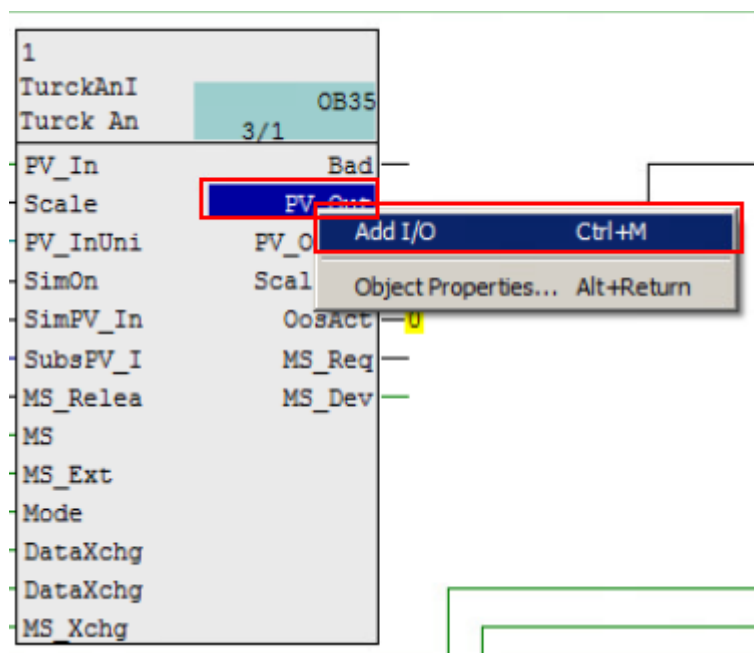 1
TurckAnI
Turck An
OB35
3/1
PV_In Bad
Scale PV_Out
PV_InUni PV_O
SimOn Scal
SimPV_In OosAct 0
SubsPV_I MS_Req
MS_Relea MS_Dev
MS
MS_Ext
Mode
DataXchg
DataXchg
MS_Xchg
Add I/O Ctrl+M
Object Properties... Alt+Return